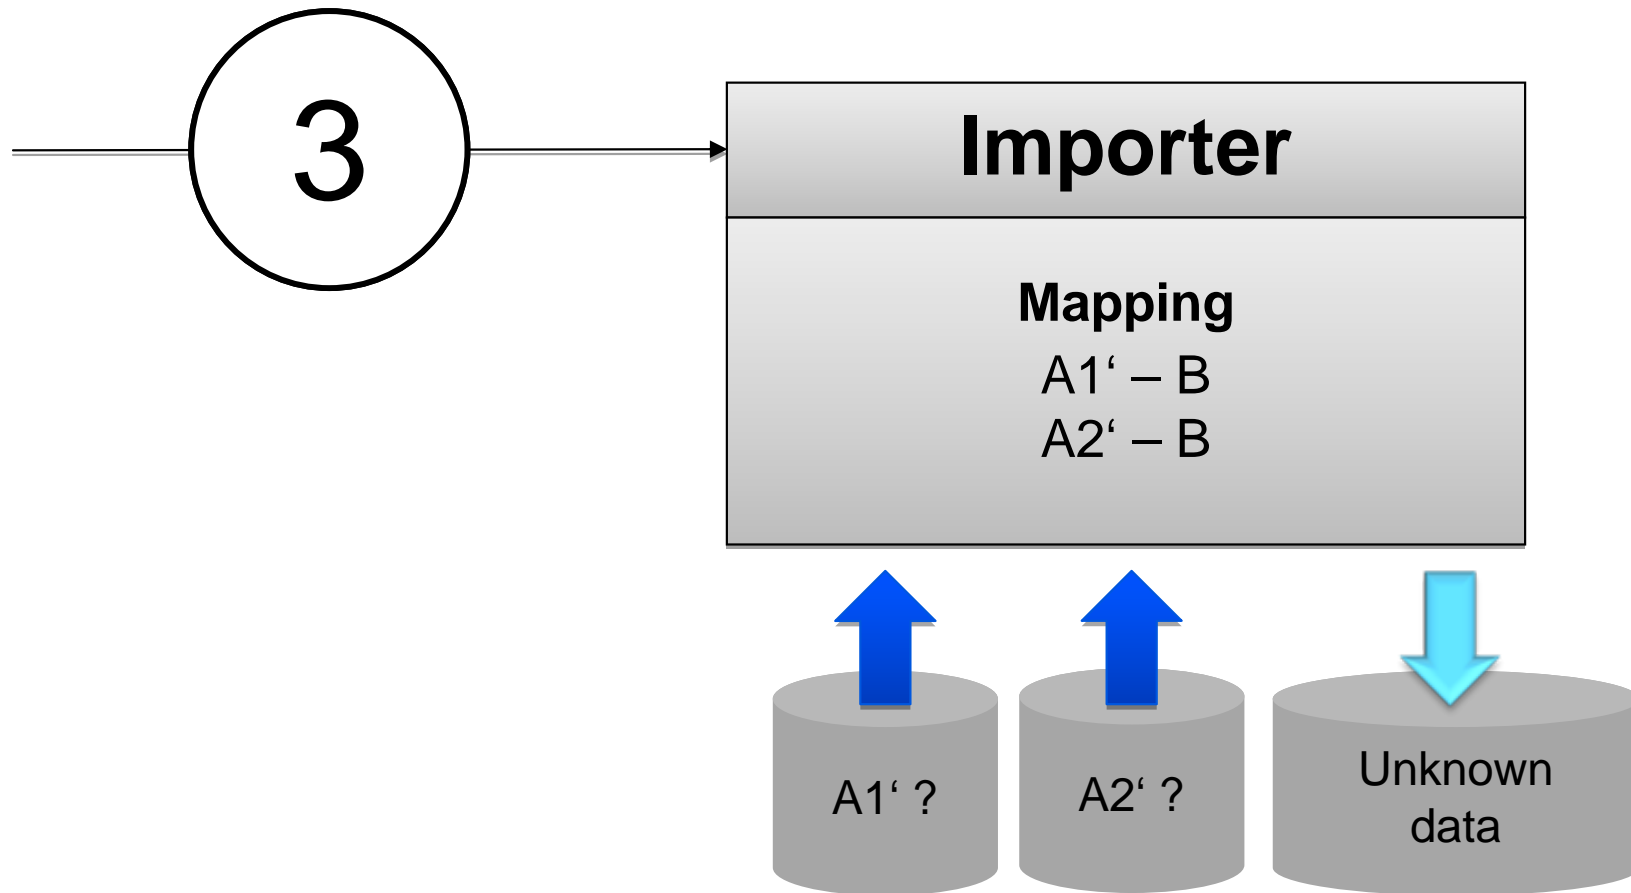 3
Importer
Mapping
A1‘ – B
A2‘ – B
A1‘ ?
A2‘ ?
Unknown
data